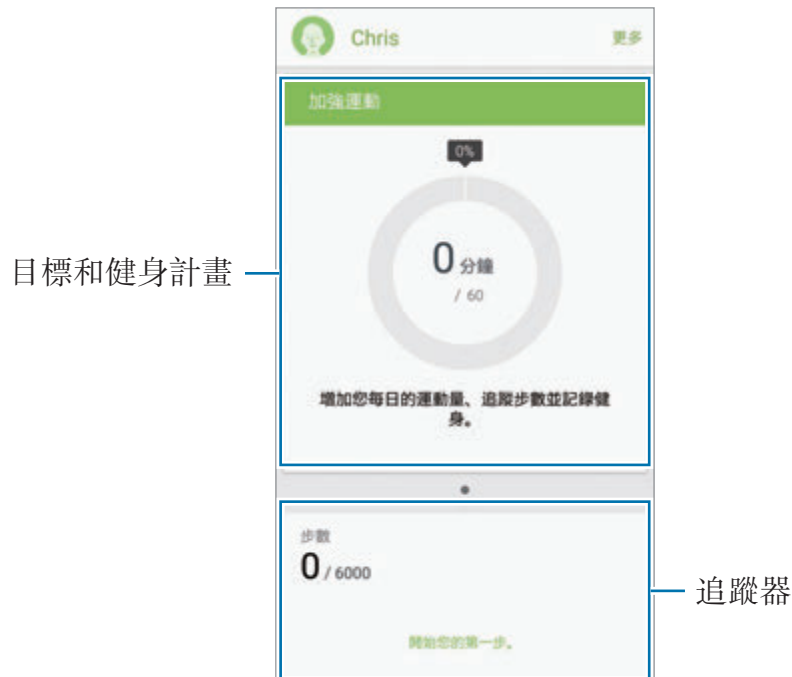 Chris
更多
加強運動
0%
0 分鐘
/ 60
目標和健身計畫
增加您每日的運動量、追蹤步數並記錄健
身。
步數
0 / 6000
追蹤器
開始您的第一步。